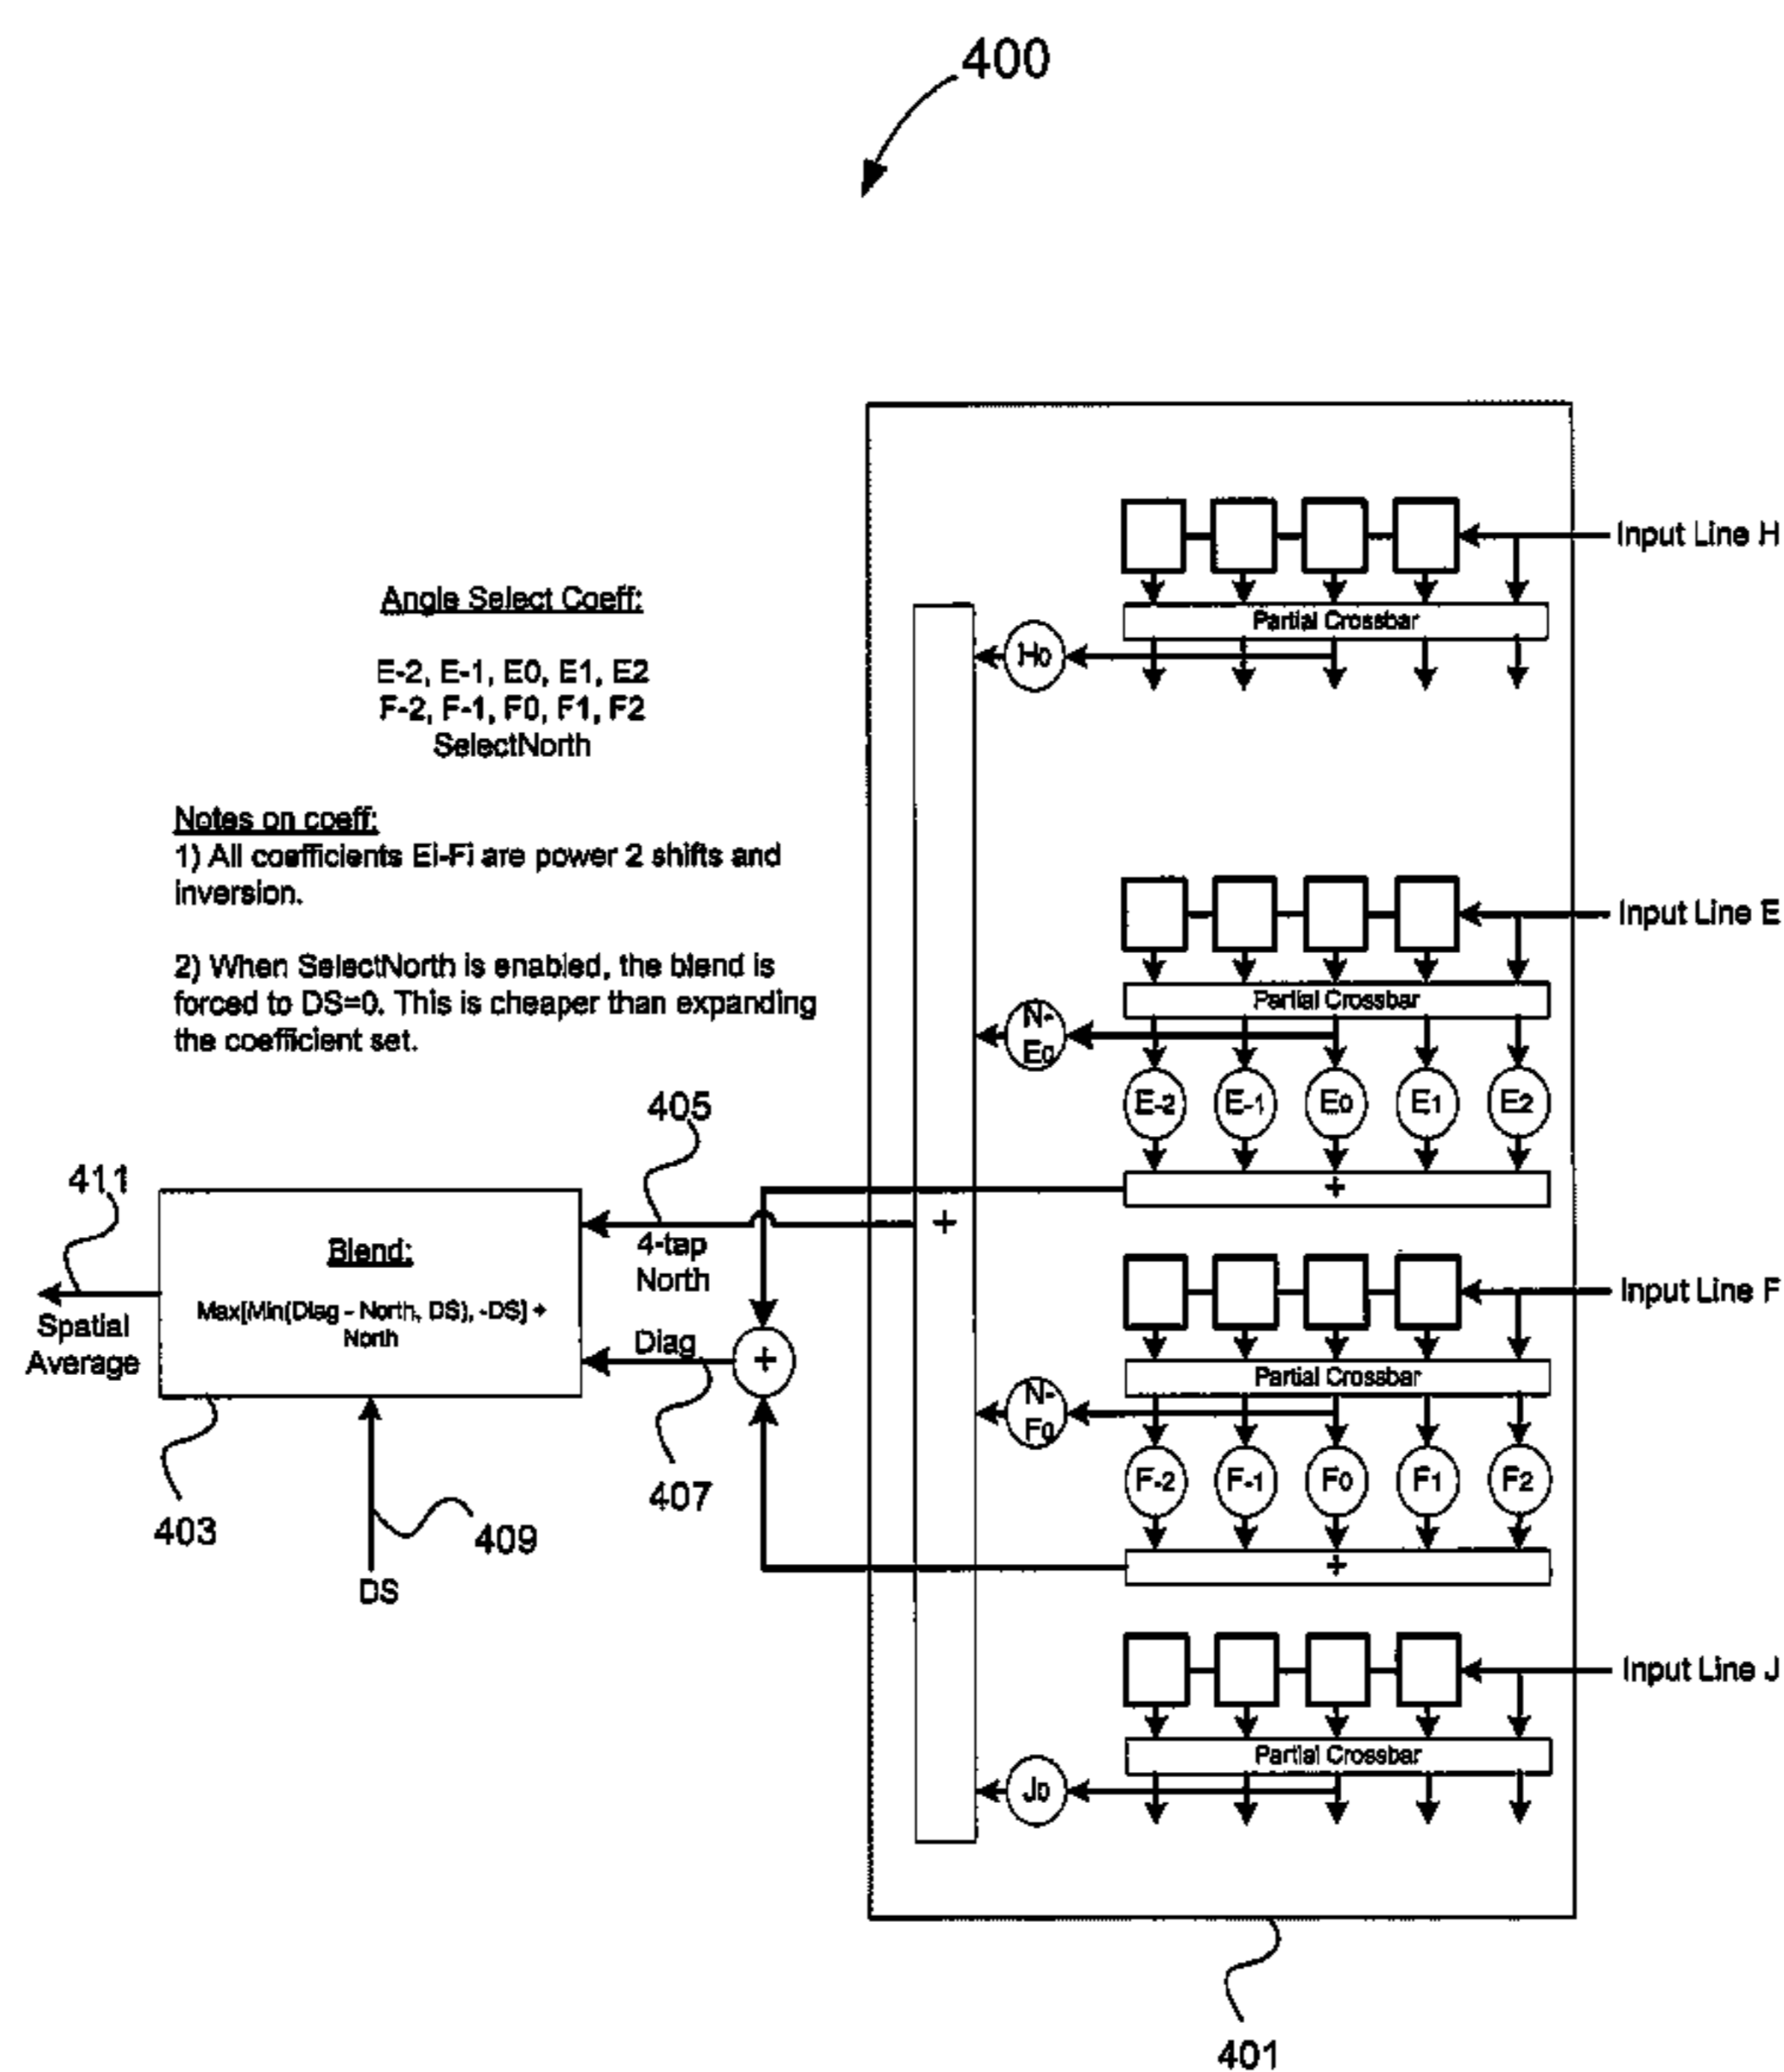 400
Input Line H
Partial Crossbar
H0
Angle Select Coeff:
E-2, E-1, E0, E1, E2
F-2, F-1, F0, F1, F2
SelectNorth
Notes on coeff:
1) All coefficients Ei-Fi are power 2 shifts and
inversion.
2) When SelectNorth is enabled, the blend is
forced to DS=0. This is cheaper than expanding
the coefficient set.
Input Line E
Partial Crossbar
N-
E0
E-2 E-1 E0 E1 E2
+
405
411
4-tap
North
+
Blend:
Max[Min(Diag - North, DS), -DS] +
North
Spatial
Average
Diag
+
Input Line F
Partial Crossbar
N-
F0
F-2 F-1 F0 F1 F2
+
407
403
409
DS
Input Line J
Partial Crossbar
J0
401